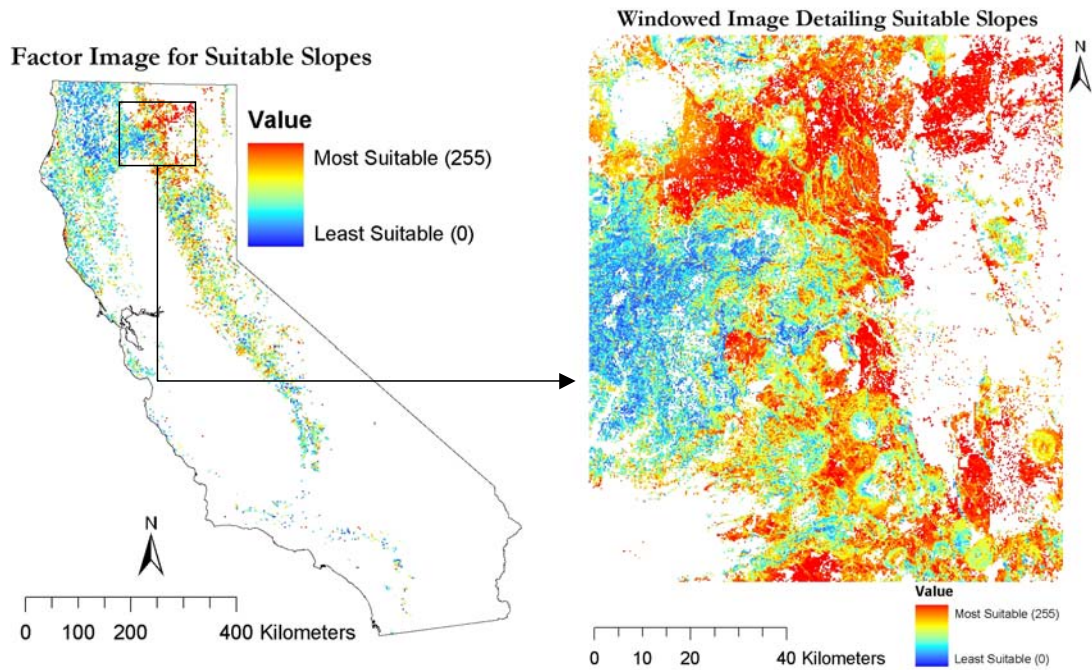 Factor Image for Suitable Slopes
Value
Most Suitable (255)
Least Suitable (0)
N
0 100 200 400 Kilometers
Windowed Image Detailing Suitable Slopes
N
Value
Most Suitable (255)
Least Suitable (0)
0 10 20 40 Kilometers